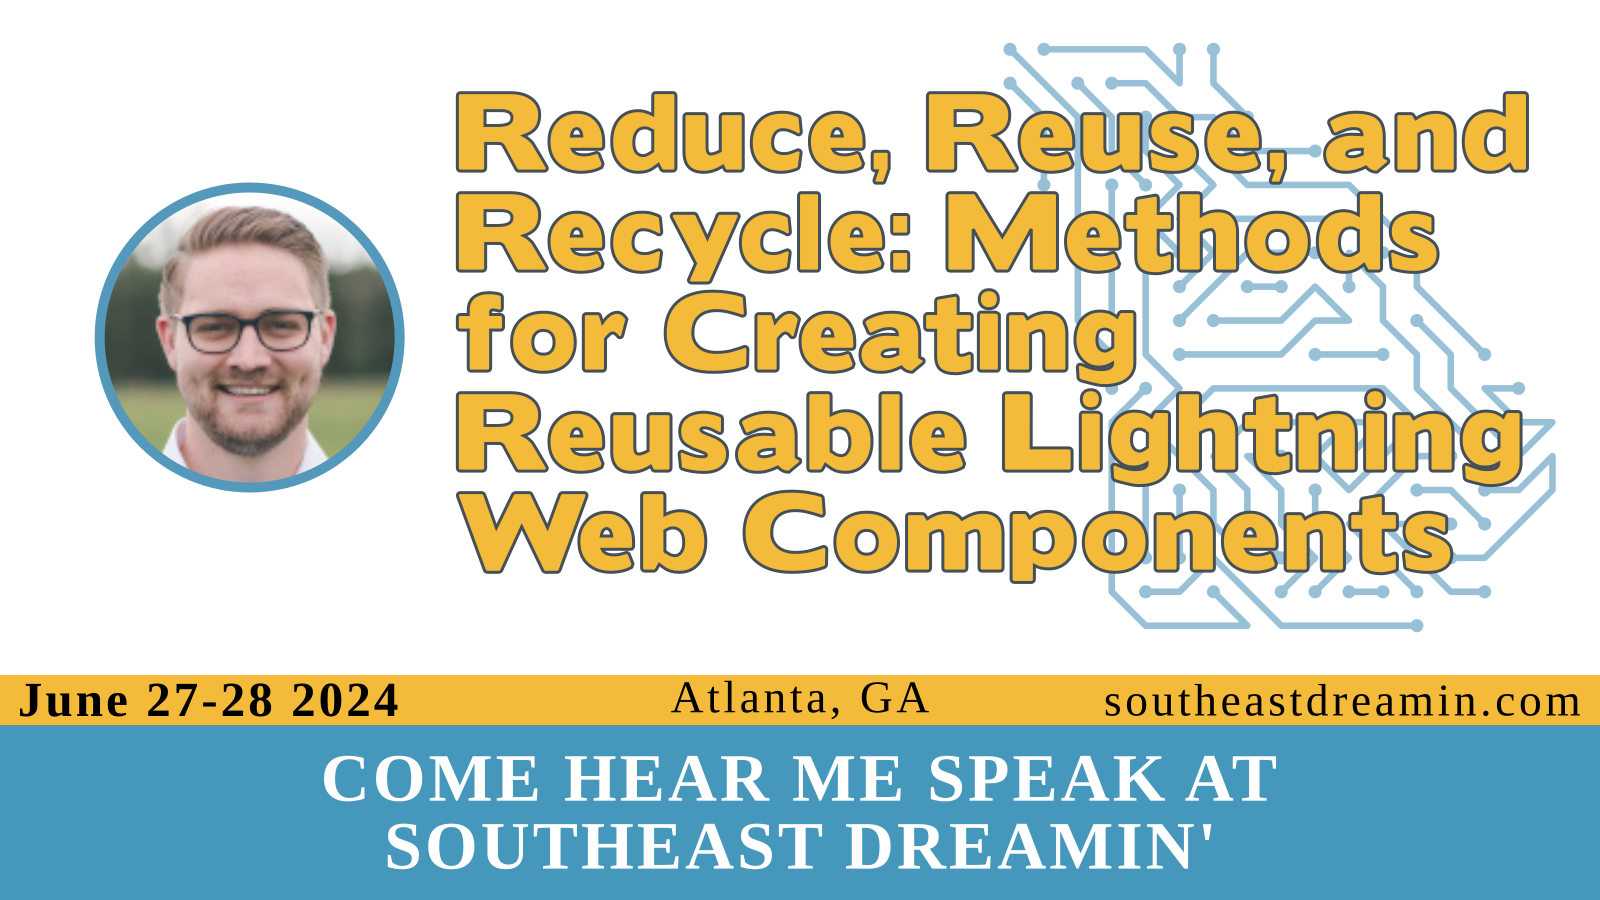 Reduce, Reuse, and
Recycle: Methods
for Creating
Reusable Lightning
Web Components
June 27-28 2024
Atlanta, GA
southeastdreamin.com
COME HEAR ME SPEAK AT
SOUTHEAST DREAMIN'